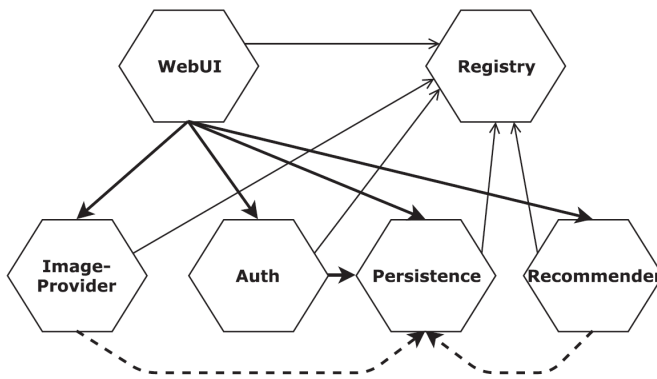 WebUI
Registry
Image-
Provider
Auth
Persistence
Recommender